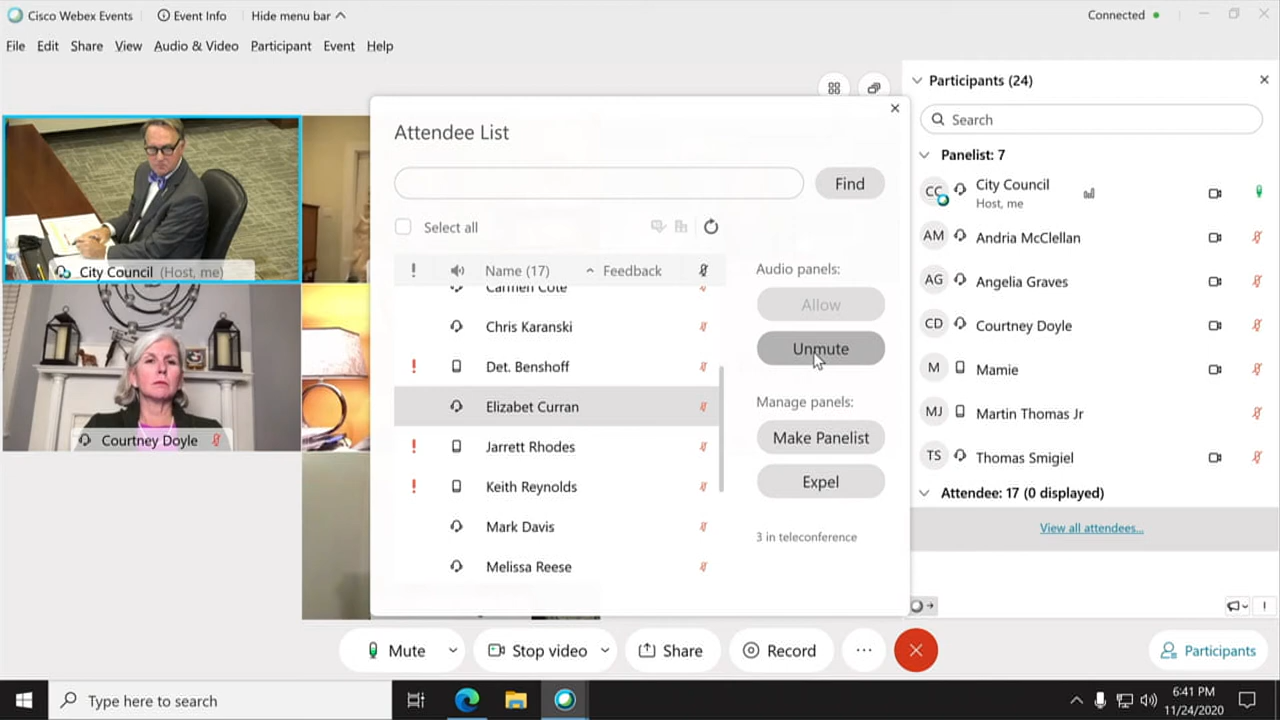 Cisco Webex Events
Event Info
Hide menu bar
Connected
File Edit Share View Audio & Video Participant Event Help
Attendee List
Find
Select all
! Name (17) Feedback
Carmen Cote
Chris Karanski
! Det. Benshoff
Elizabet Curran
! Jarrett Rhodes
! Keith Reynolds
Mark Davis
Melissa Reese
Audio panels:
Allow
Unmute
Manage panels:
Make Panelist
Expel
3 in teleconference
City Council (Host, me)
Courtney Doyle
Participants (24)
Search
Panelist: 7
CC City Council
Host, me
AM Andria McClellan
AG Angelia Graves
CD Courtney Doyle
M Mamie
MJ Martin Thomas Jr
TS Thomas Smigiel
Attendee: 17 (0 displayed)
View all attendees...
!
Mute
Stop video
Share
Record
...
Participants
Type here to search
6:41 PM
11/24/2020